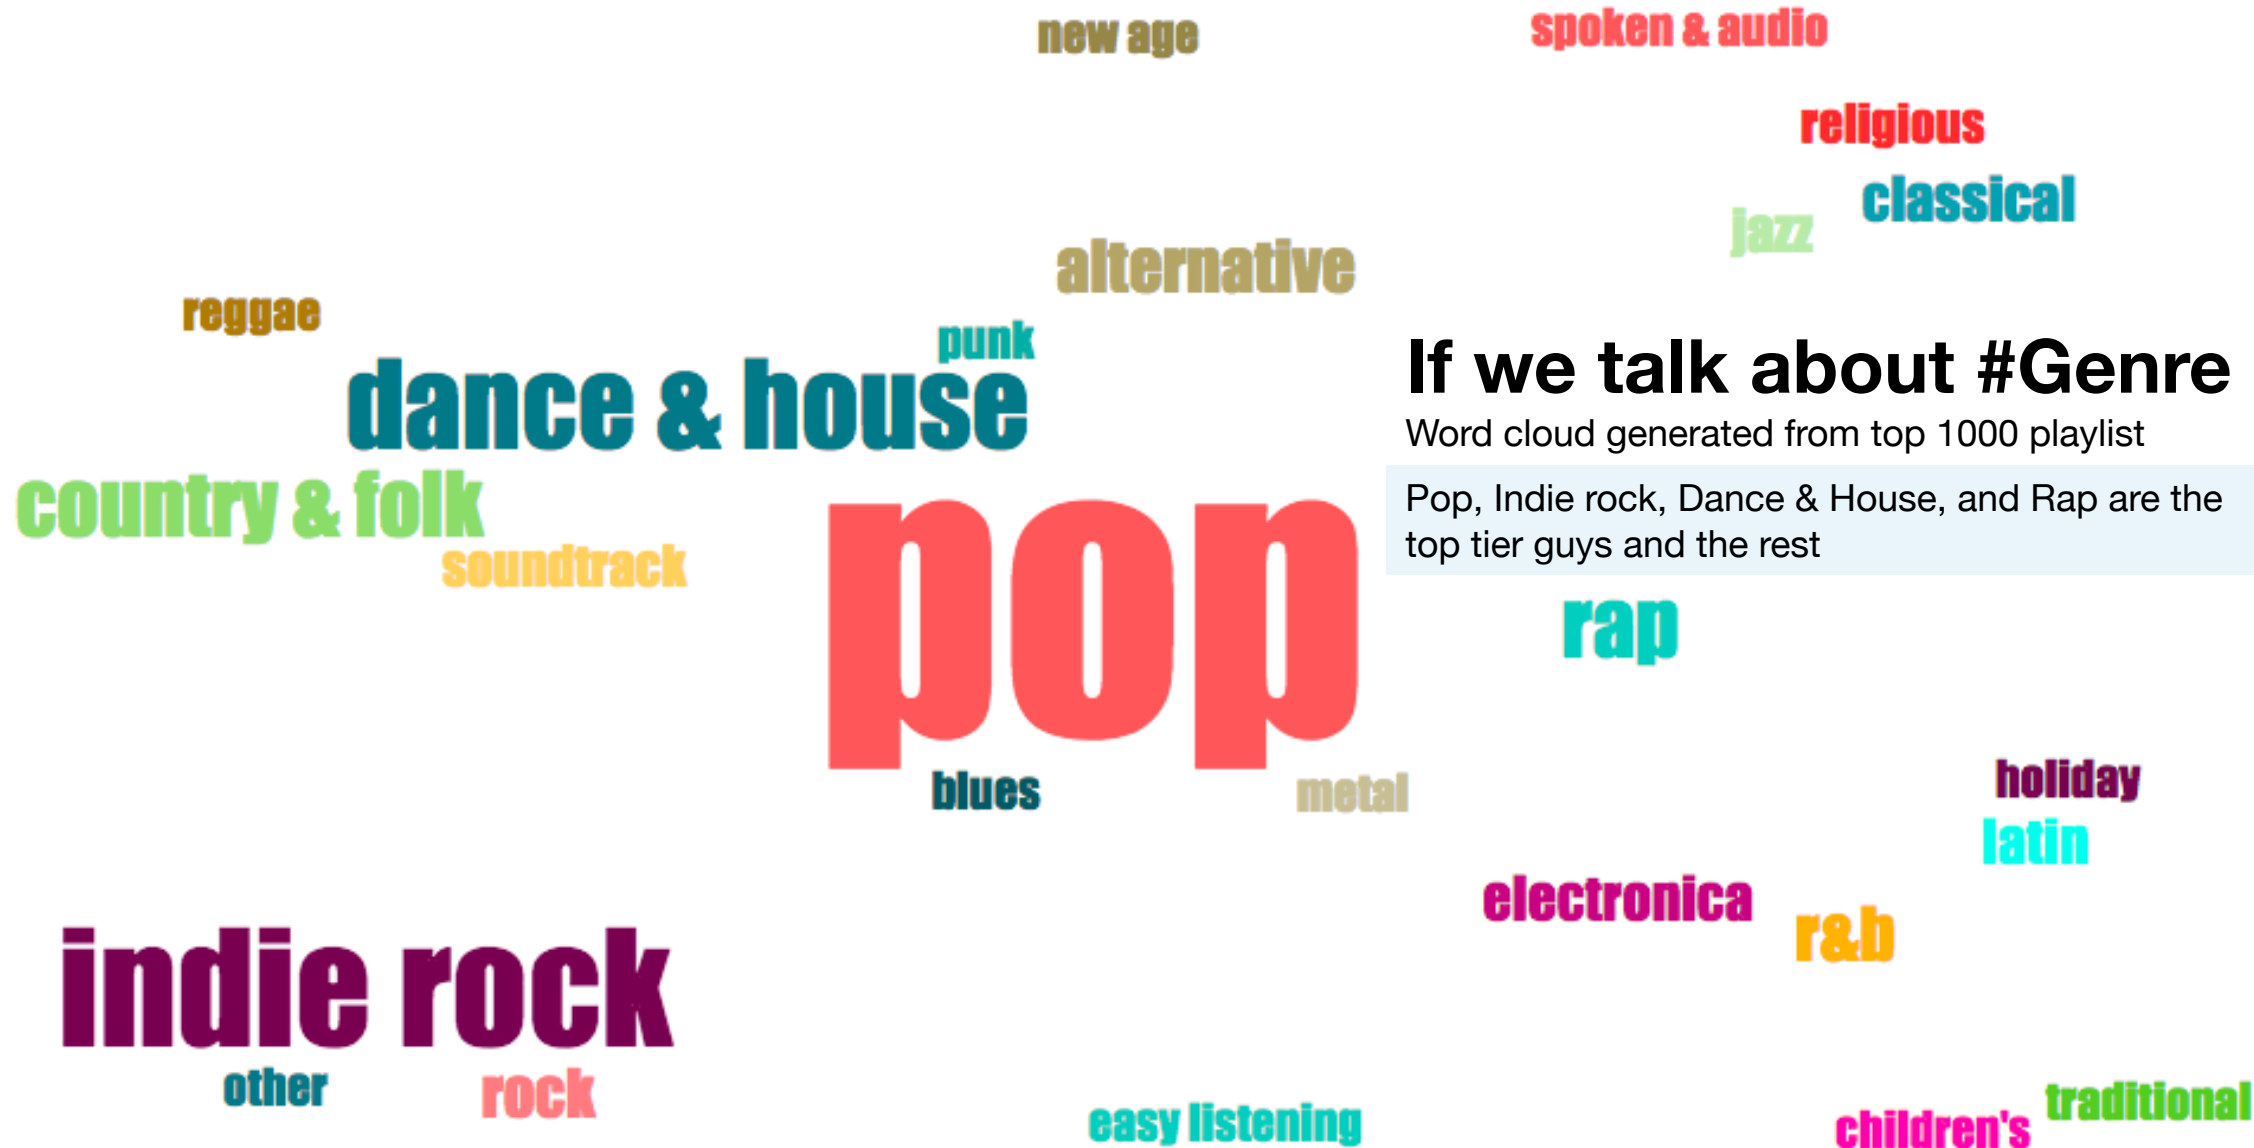 new age
spoken & audio
religious
classical
jazz
alternative
reggae
punk
dance & house
If we talk about #Genre
Word cloud generated from top 1000 playlist
Pop, Indie rock, Dance & House, and Rap are the
top tier guys and the rest
country & folk
soundtrack
pop
rap
blues
metal
holiday
latin
electronica
r&b
indie rock
other
rock
easy listening
children's
traditional